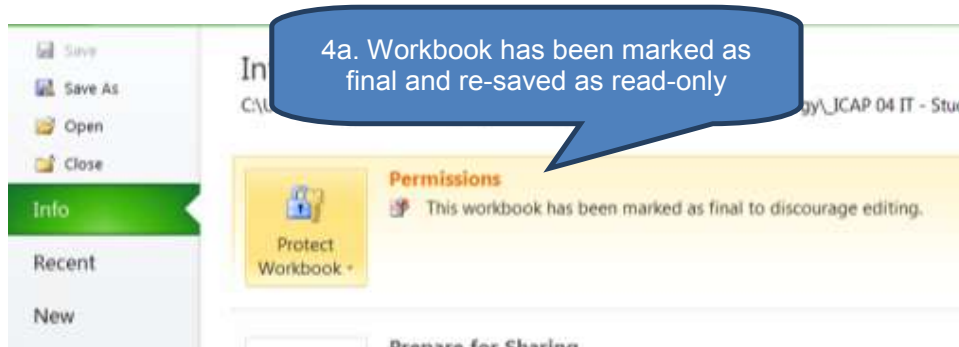 Save
Save As
Open
Close
Info
Recent
New
4a. Workbook has been marked as
final and re-saved as read-only
In
C:\U
gy\_ICAP 04 IT - Stu
Protect
Workbook
Permissions
This workbook has been marked as final to discourage editing.
Prepare for Sharing